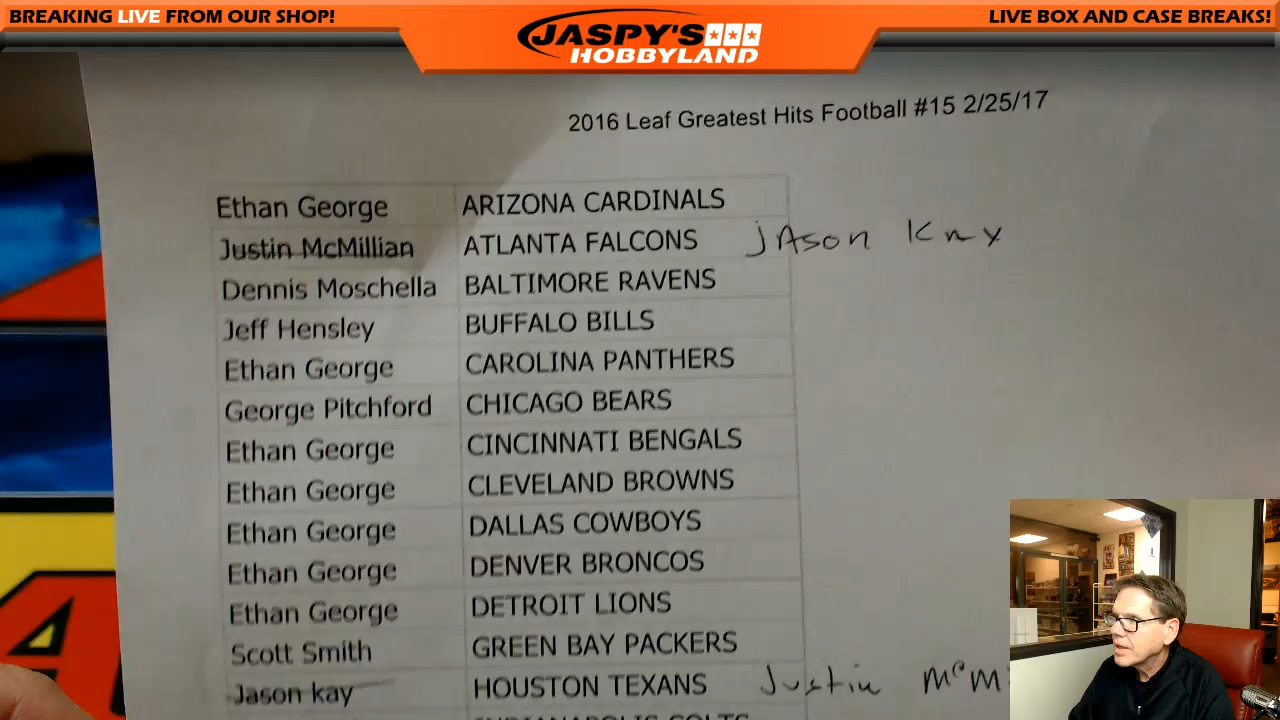 BREAKING LIVE FROM OUR SHOP!
JASPY'S
HOBBYLAND
LIVE BOX AND CASE BREAKS!
2016 Leaf Greatest Hits Football #15 2/25/17
Ethan George ARIZONA CARDINALS
Justin McMillian ATLANTA FALCONS Jason
Dennis Moschella BALTIMORE RAVENS
Jeff Hensley BUFFALO BILLS
Ethan George CAROLINA PANTHERS
George Pitchford CHICAGO BEARS
Ethan George CINCINNATI BENGALS
Ethan George CLEVELAND BROWNS
Ethan George DALLAS COWBOYS
Ethan George DENVER BRONCOS
Ethan George DETROIT LIONS
Scott Smith GREEN BAY PACKERS
Jason kay HOUSTON TEXANS Justin McM
INDIANAPOLIS COLTS